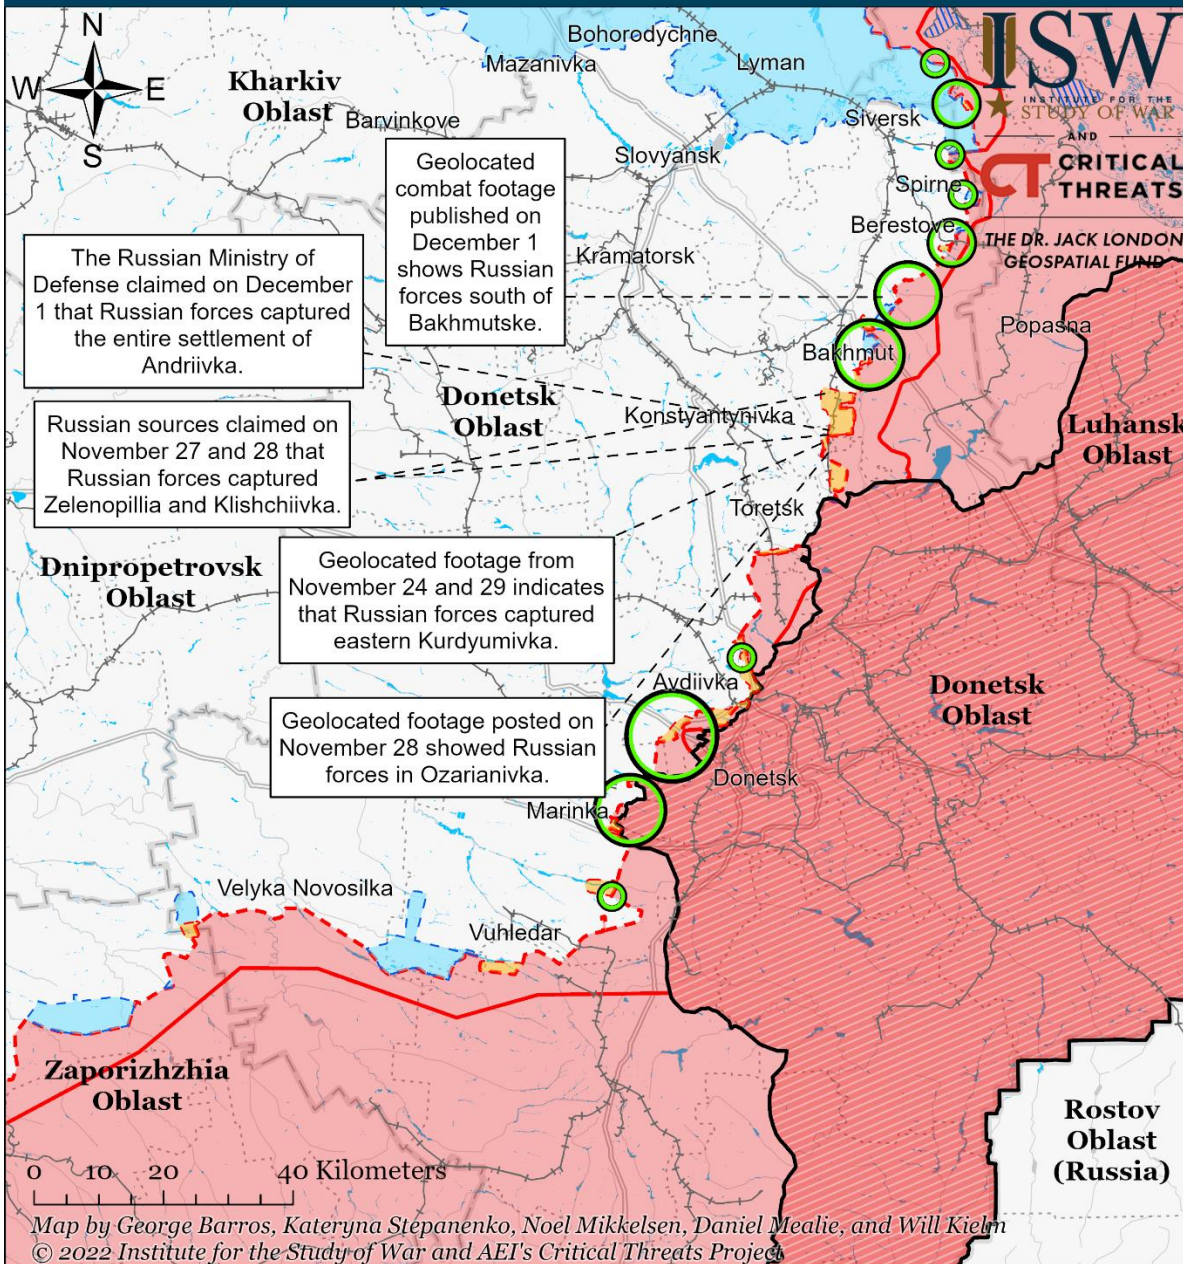 N
W E
S
ISW
INSTITUTE FOR THE
STUDY OF WAR
AND
CT CRITICAL
THREATS
THE DR. JACK LONDON
GEOSPATIAL FUND
Bohorodychne
Mazanivka
Lyman
Kharkiv
Oblast
Barvinkove
Siversk
Slovyansk
Geolocated
combat footage
published on
December 1
shows Russian
forces south of
Bakhmutske.
Spirne
Berestove
Kramatorsk
The Russian Ministry of
Defense claimed on December
1 that Russian forces captured
the entire settlement of
Andriivka.
Popasna
Bakhmut
Donetsk
Oblast
Konstyantynivka
Luhansk
Oblast
Russian sources claimed on
November 27 and 28 that
Russian forces captured
Zelenopillia and Klishchiivka.
Toretsk
Dnipropetrovsk
Oblast
Geolocated footage from
November 24 and 29 indicates
that Russian forces captured
eastern Kurdyumivka.
Avdiivka
Donetsk
Oblast
Geolocated footage posted on
November 28 showed Russian
forces in Ozarianivka.
Donetsk
Marinka
Velyka Novosilka
Vuhledar
Zaporizhzhia
Oblast
Rostov
Oblast
(Russia)
0 10 20 40 Kilometers
Map by George Barros, Kateryna Stepanenko, Noel Mikkelsen, Daniel Mealie, and Will Kielm
© 2022 Institute for the Study of War and AEI's Critical Threats Project